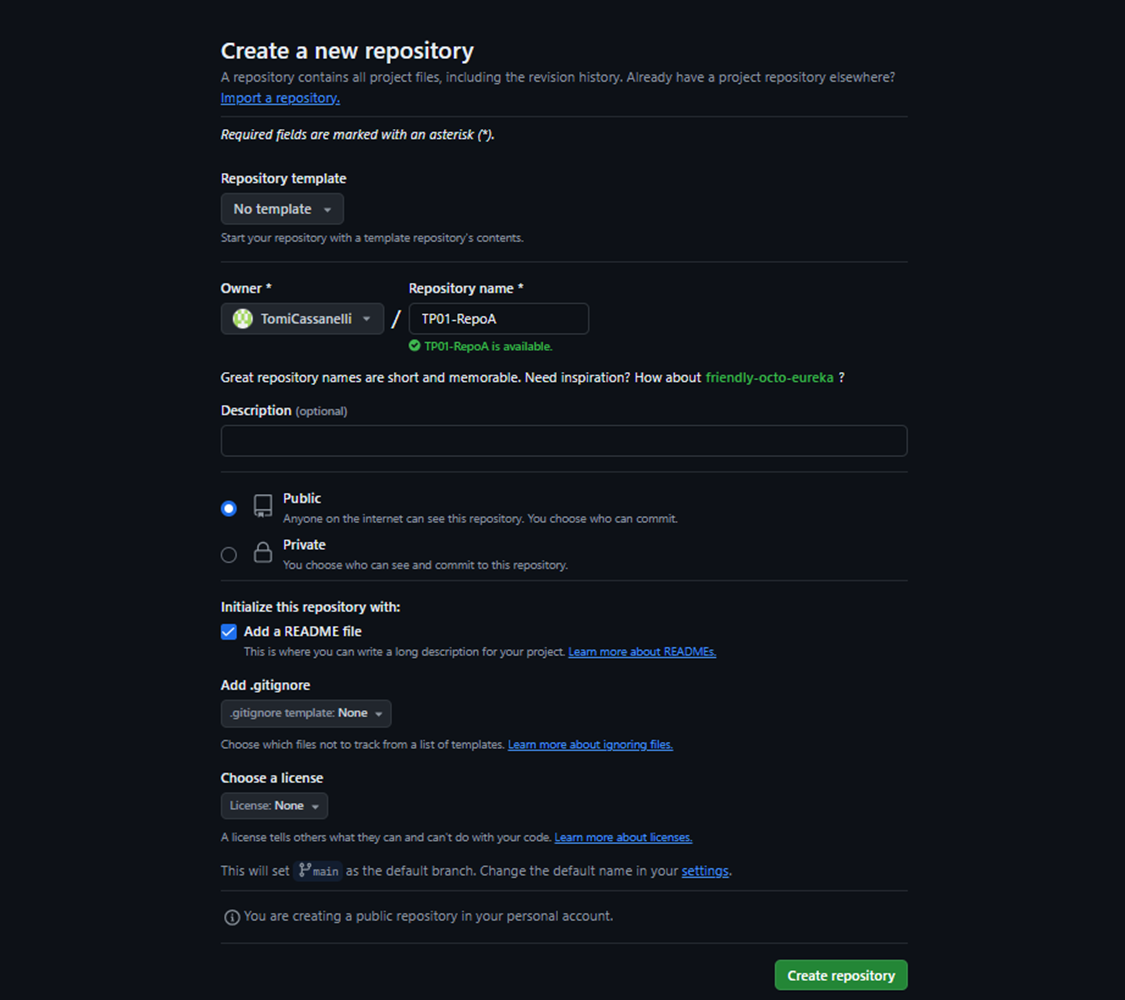 Create a new repository
A repository contains all project files, including the revision history. Already have a project repository elsewhere?
Import a repository.
Required fields are marked with an asterisk (*).
Repository template
No template
Start your repository with a template repository's contents.
Owner *
Repository name *
TomiCassanelli / TP01-RepoA
TP01-RepoA is available.
Great repository names are short and memorable. Need inspiration? How about friendly-octo-eureka ?
Description (optional)
Public
Anyone on the internet can see this repository. You choose who can commit.
Private
You choose who can see and commit to this repository.
Initialize this repository with:
Add a README file
This is where you can write a long description for your project. Learn more about READMEs.
Add .gitignore
.gitignore template: None
Choose which files not to track from a list of templates. Learn more about ignoring files.
Choose a license
License: None
A license tells others what they can and can't do with your code. Learn more about licenses.
This will set main as the default branch. Change the default name in your settings.
You are creating a public repository in your personal account.
Create repository